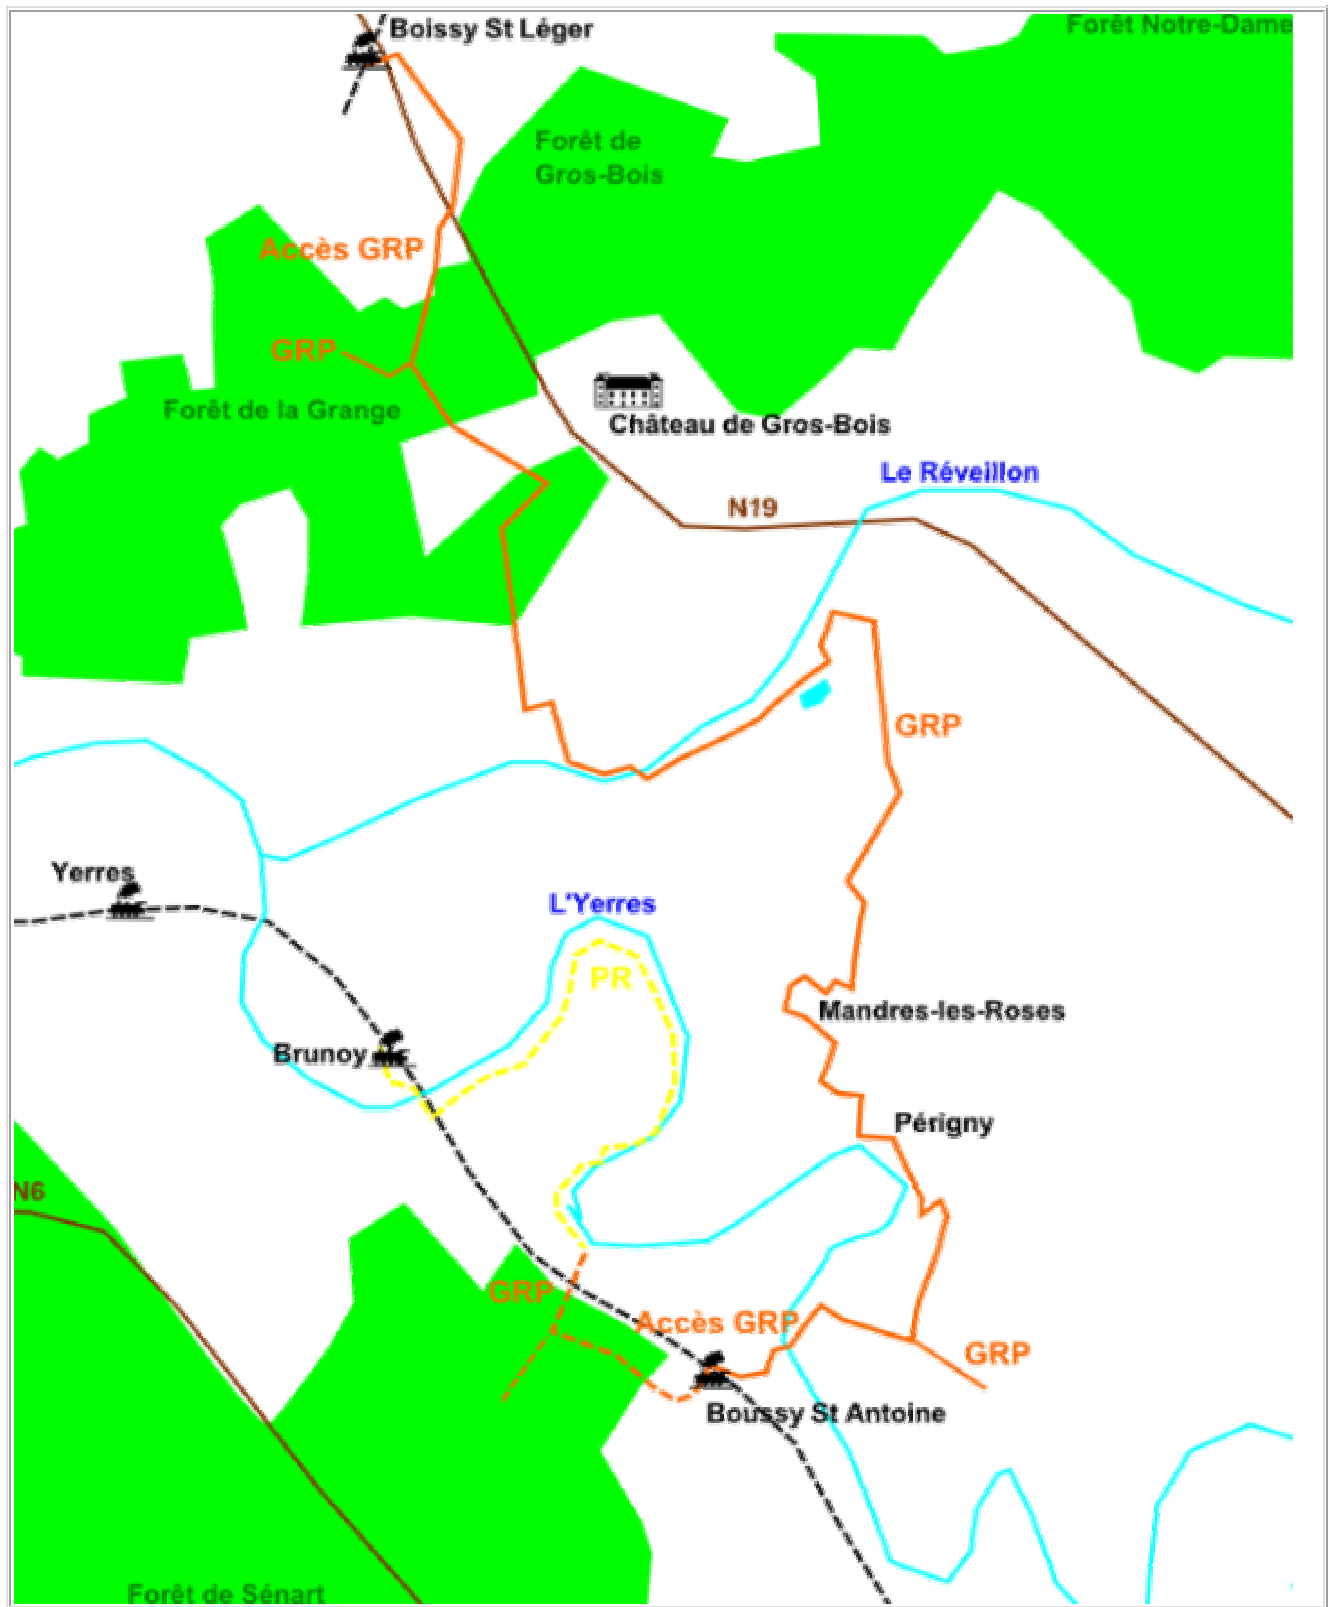 Boissy St Léger
Forêt Notre-Dame
Forêt de
Gros-Bois
Accès GRP
GRP
Forêt de la Grange
Château de Gros-Bois
Le Réveillon
N19
GRP
Yerres
L'Yerres
PR
Mandres-les-Roses
Brunoy
Périgny
N6
GRP
Accès GRP
GRP
Boussy St Antoine
Forêt de Sénart